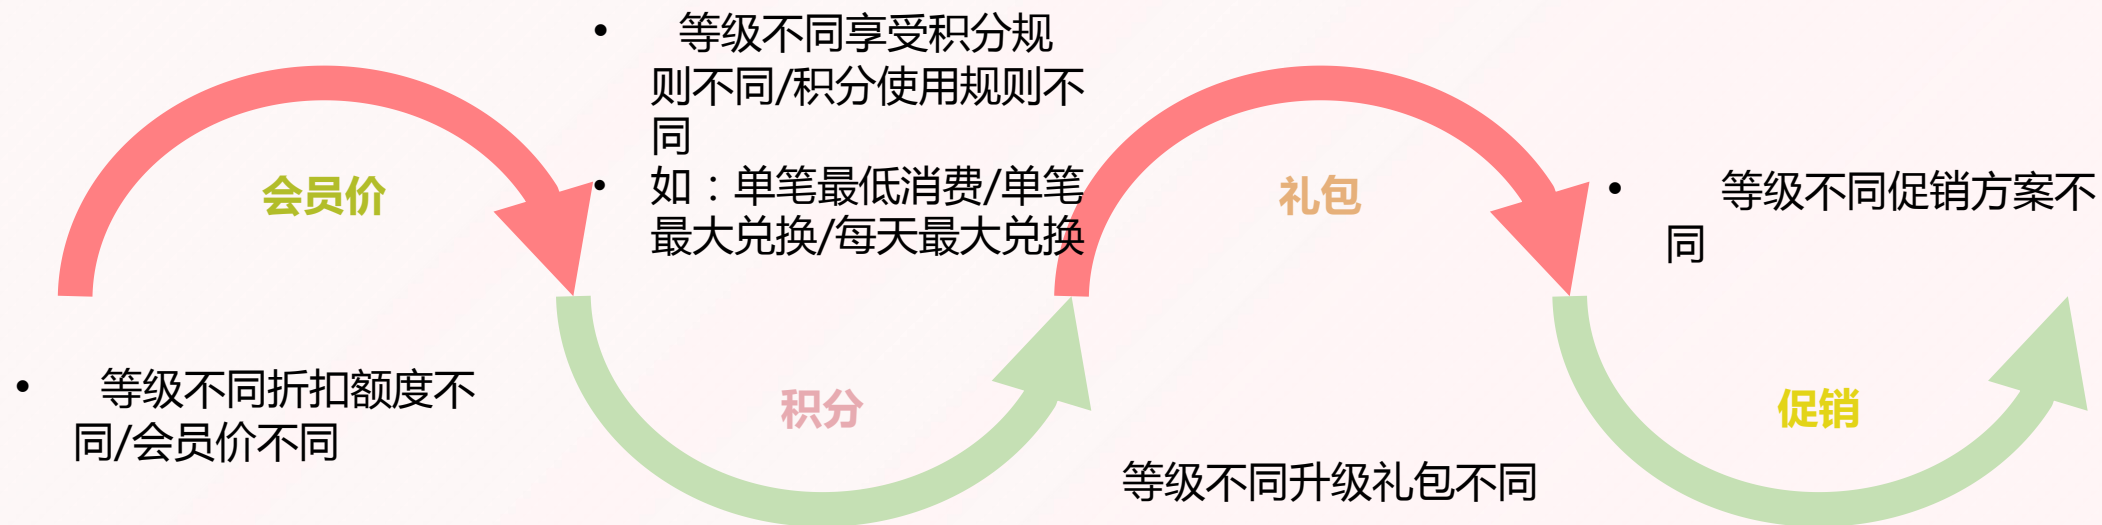 会员价
• 等级不同折扣额度不
同/会员价不同
• 等级不同享受积分规
则不同/积分使用规则不
同
• 如：单笔最低消费/单笔
最大兑换/每天最大兑换
积分
礼包
等级不同升级礼包不同
• 等级不同促销方案不
同
促销